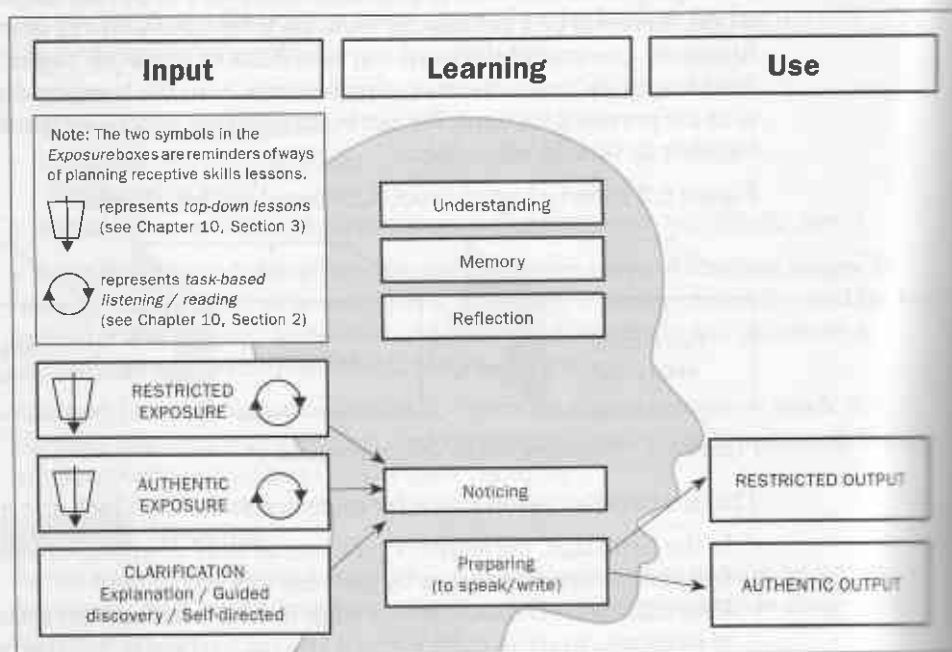 Input
Learning
Use
Note: The two symbols in the
Exposure boxes are reminders of ways
of planning receptive skills lessons.
represents top-down lessons
(see Chapter 10, Section 3)
represents task-based
listening / reading
(see Chapter 10, Section 2)
RESTRICTED
EXPOSURE
AUTHENTIC
EXPOSURE
CLARIFICATION
Explanation / Guided
discovery / Self-directed
Understanding
Memory
Reflection
Noticing
Preparing
(to speak/write)
RESTRICTED OUTPUT
AUTHENTIC OUTPUT